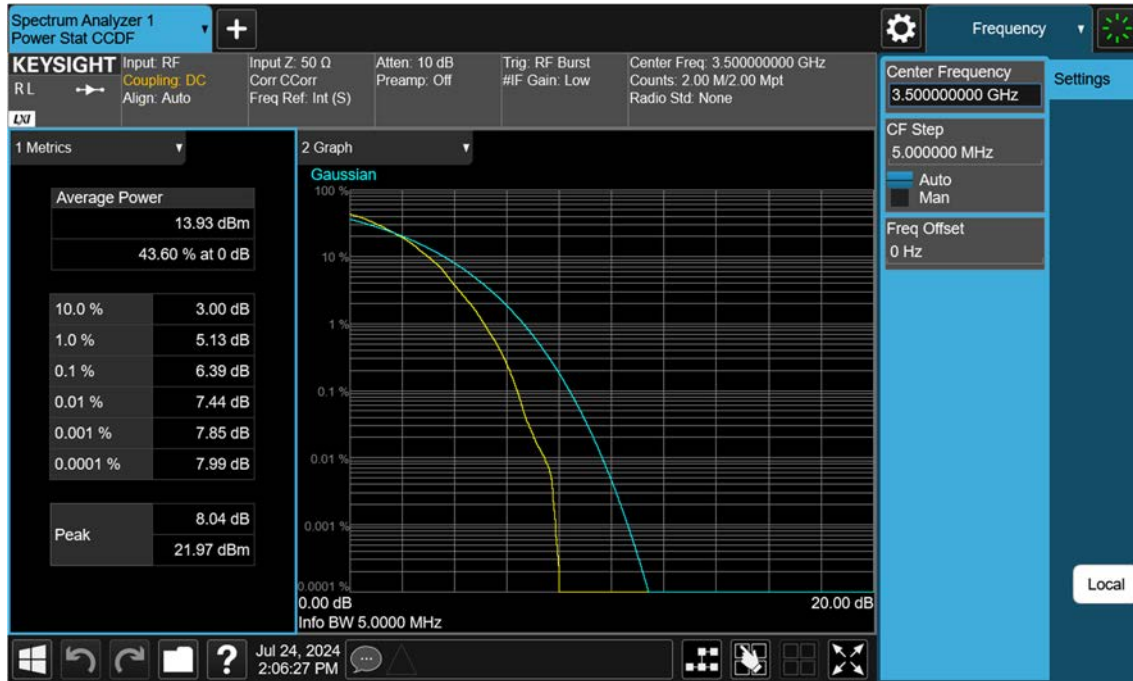 Spectrum Analyzer 1
Power Stat CCDF
Frequency
KEYSIGHT
R L
LXI
Input: RF
Coupling: DC
Align: Auto
Input Z: 50 Ω
Corr CCorr
Freq Ref: Int (S)
Atten: 10 dB
Preamp: Off
Trig: RF Burst
#IF Gain: Low
Center Freq: 3.500000000 GHz
Counts: 2.00 M/2.00 Mpt
Radio Std: None
Center Frequency
3.500000000 GHz
Settings
CF Step
5.000000 MHz
Auto
Man
Freq Offset
0 Hz
Local
1 Metrics
Average Power
13.93 dBm
43.60 % at 0 dB
10.0 % 3.00 dB
1.0 % 5.13 dB
0.1 % 6.39 dB
0.01 % 7.44 dB
0.001 % 7.85 dB
0.0001 % 7.99 dB
Peak
8.04 dB
21.97 dBm
2 Graph
Gaussian
100 %
10 %
1 %
0.1 %
0.01 %
0.001 %
0.0001 %
0.00 dB 20.00 dB
Info BW 5.0000 MHz
?
Jul 24, 2024
2:06:27 PM